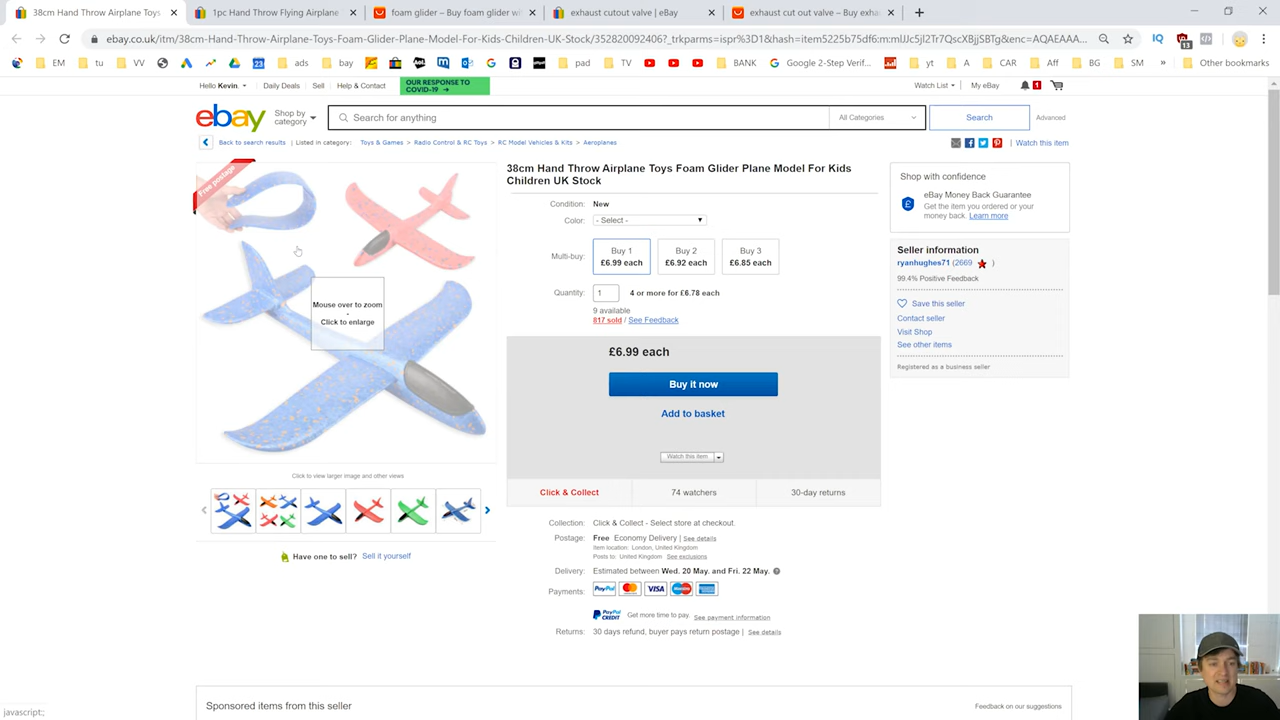 38cm Hand Throw Airplane Toys
1pc Hand Throw Flying Airplane
foam glider – Buy foam glider w
exhaust cutout valve | eBay
exhaust cut out valve – Buy exha
ebay.co.uk/itm/38cm-Hand-Throw-Airplane-Toys-Foam-Glider-Plane-Model-For-Kids-Children-UK-Stock/352820092406?_trkparms=ispr%3D1&hash=item5225b75df6:m:mlJJc5jI2Tr7QscXBjjSBTg&enc=AQAEAAA...
EM
tu
VV
ads
bay
pad
TV
BANK
Google 2-Step Verif...
yt
A
CAR
Aff
BG
SM
»
Other bookmarks
Hello Kevin.
Daily Deals
Sell
Help & Contact
OUR RESPONSE TO
COVID-19 →
Watch List
My eBay
1
ebay
Shop by
category
Search for anything
All Categories
Search
Advanced
Back to search results
Listed in category:
Toys & Games
Radio Control & RC Toys
RC Model Vehicles & Kits
Aeroplanes
Watch this item
Free postage
Mouse over to zoom
-
Click to enlarge
Click to view larger image and other views
Have one to sell? Sell it yourself
38cm Hand Throw Airplane Toys Foam Glider Plane Model For Kids
Children UK Stock
Condition: New
Color: - Select -
Multi-buy:
Buy 1
£6.99 each
Buy 2
£6.92 each
Buy 3
£6.85 each
Quantity: 1
4 or more for £6.78 each
9 available
817 sold / See Feedback
£6.99 each
Buy it now
Add to basket
Watch this item
Click & Collect
74 watchers
30-day returns
Collection: Click & Collect - Select store at checkout.
Postage: Free Economy Delivery | See details
Item location: London, United Kingdom
Posts to: United Kingdom See exclusions
Delivery: Estimated between Wed. 20 May. and Fri. 22 May.
Payments: PayPal VISA
PayPal CREDIT Get more time to pay. See payment information
Returns: 30 days refund, buyer pays return postage | See details
Shop with confidence
eBay Money Back Guarantee
Get the item you ordered or your
money back. Learn more
Seller information
ryanhughes71 (2669 )
99.4% Positive Feedback
Save this seller
Contact seller
Visit Shop
See other items
Registered as a business seller
Sponsored items from this seller
Feedback on our suggestions
javascript:;